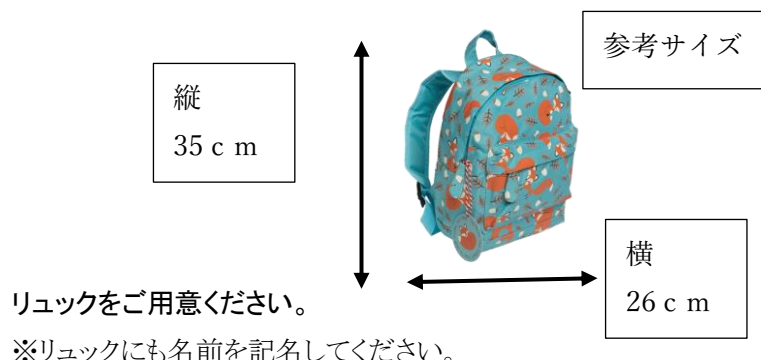 参考サイズ
縦
35ｃｍ
横
26ｃｍ
リュックをご用意ください。
※リュックにも名前を記名してください。